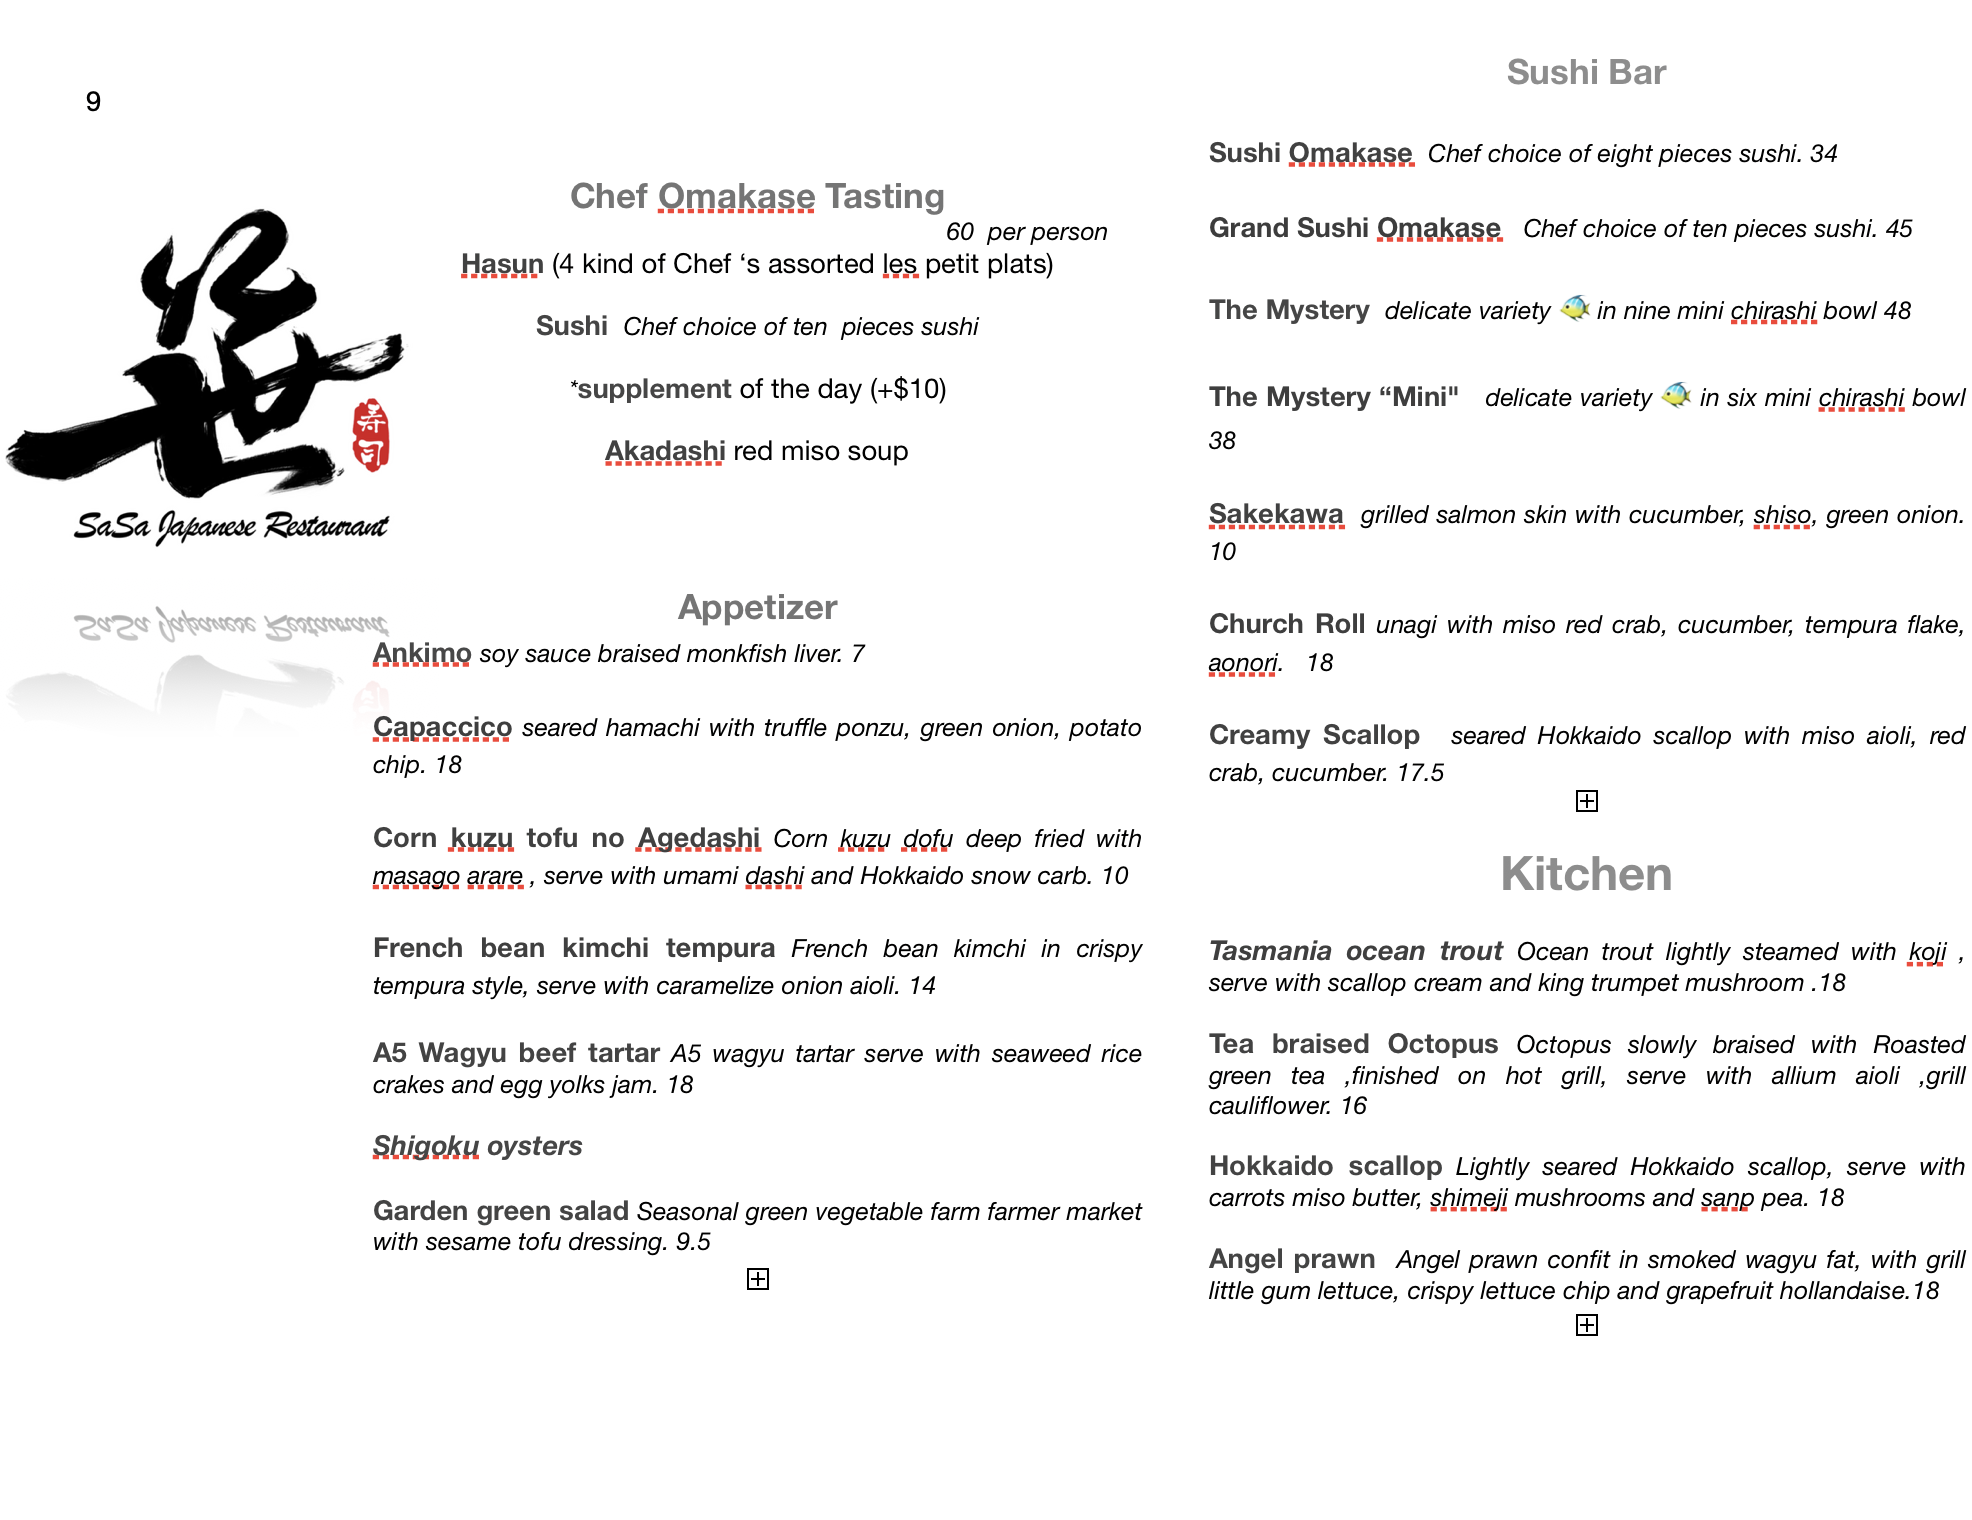 9
笹
寿
司
SaSa Japanese Restaurant
Chef Omakase Tasting
60 per person
Hasun (4 kind of Chef ‘s assorted les petit plats)
Sushi Chef choice of ten pieces sushi
*supplement of the day (+$10)
Akadashi red miso soup
Appetizer
Ankimo soy sauce braised monkfish liver. 7
Capaccico seared hamachi with truffle ponzu, green onion, potato
chip. 18
Corn kuzu tofu no Agedashi Corn kuzu dofu deep fried with
masago arare , serve with umami dashi and Hokkaido snow carb. 10
French bean kimchi tempura French bean kimchi in crispy
tempura style, serve with caramelize onion aioli. 14
A5 Wagyu beef tartar A5 wagyu tartar serve with seaweed rice
crakes and egg yolks jam. 18
Shigoku oysters
Garden green salad Seasonal green vegetable farm farmer market
with sesame tofu dressing. 9.5
Sushi Bar
Sushi Omakase Chef choice of eight pieces sushi. 34
Grand Sushi Omakase Chef choice of ten pieces sushi. 45
The Mystery delicate variety 🐠 in nine mini chirashi bowl 48
The Mystery “Mini" delicate variety 🐠 in six mini chirashi bowl
38
Sakekawa grilled salmon skin with cucumber, shiso, green onion.
10
Church Roll unagi with miso red crab, cucumber, tempura flake,
aonori. 18
Creamy Scallop seared Hokkaido scallop with miso aioli, red
crab, cucumber. 17.5
Kitchen
Tasmania ocean trout Ocean trout lightly steamed with koji ,
serve with scallop cream and king trumpet mushroom .18
Tea braised Octopus Octopus slowly braised with Roasted
green tea ,finished on hot grill, serve with allium aioli ,grill
cauliflower. 16
Hokkaido scallop Lightly seared Hokkaido scallop, serve with
carrots miso butter, shimeji mushrooms and sanp pea. 18
Angel prawn Angel prawn confit in smoked wagyu fat, with grill
little gum lettuce, crispy lettuce chip and grapefruit hollandaise.18